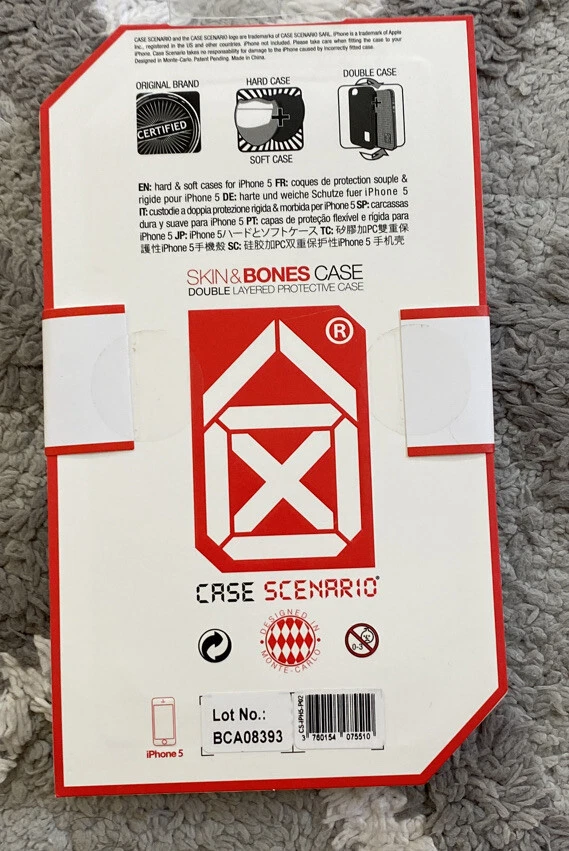 CASE SCENARIO and the CASE SCENARIO logo are trademarks of CASE SCENARIO SARL. iPhone is a trademark of Apple
Inc., registered in the US and other countries. iPhone not included. Please take care when fitting the case to your
iPhone. Case Scenario takes no responsability for damage to the iPhone caused by incorrectly fitted case.
Designed in Monte-Carlo. Patent Pending. Made in China.
ORIGINAL BRAND
HARD CASE
DOUBLE CASE
CERTIFIED
SOFT CASE
EN: hard & soft cases for iPhone 5 FR: coques de protection souple &
rigide pour iPhone 5 DE: harte und weiche Schutze fuer iPhone 5
IT: custodie a doppia protezione rigida & morbida per iPhone 5 SP: carcassas
dura y suave para iPhone 5 PT: capas de proteção flexível e rígida para
iPhone 5 JP: iPhone5/ハードとソフトケース TC: 矽膠加PC雙重保
護性iPhone5手機殼 SC: 硅胶加PC双重保护性iPhone5 手机壳
SKIN&BONES CASE
DOUBLE LAYERED PROTECTIVE CASE
®
CASE SCENARIO®
DESIGNED IN
MONTE-CARLO
0-3
iPhone 5
Lot No.:
BCA08393
CS-IPH5-P02
3 760154 075510